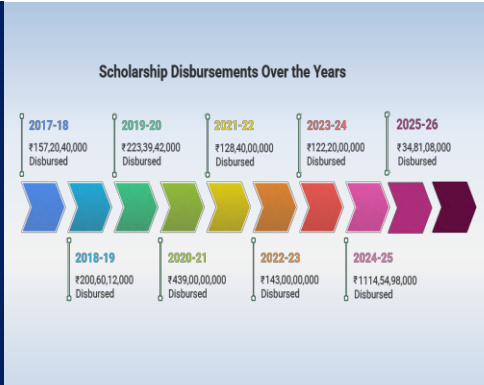 Scholarship Disbursements Over the Years
2017-18
₹157,20,40,000
Disbursed
2019-20
₹223,39,42,000
Disbursed
2021-22
₹128,40,00,000
Disbursed
2023-24
₹122,20,00,000
Disbursed
2025-26
₹34,81,08,000
Disbursed
2018-19
₹200,60,12,000
Disbursed
2020-21
₹439,00,00,000
Disbursed
2022-23
₹143,00,00,000
Disbursed
2024-25
₹1114,54,98,000
Disbursed